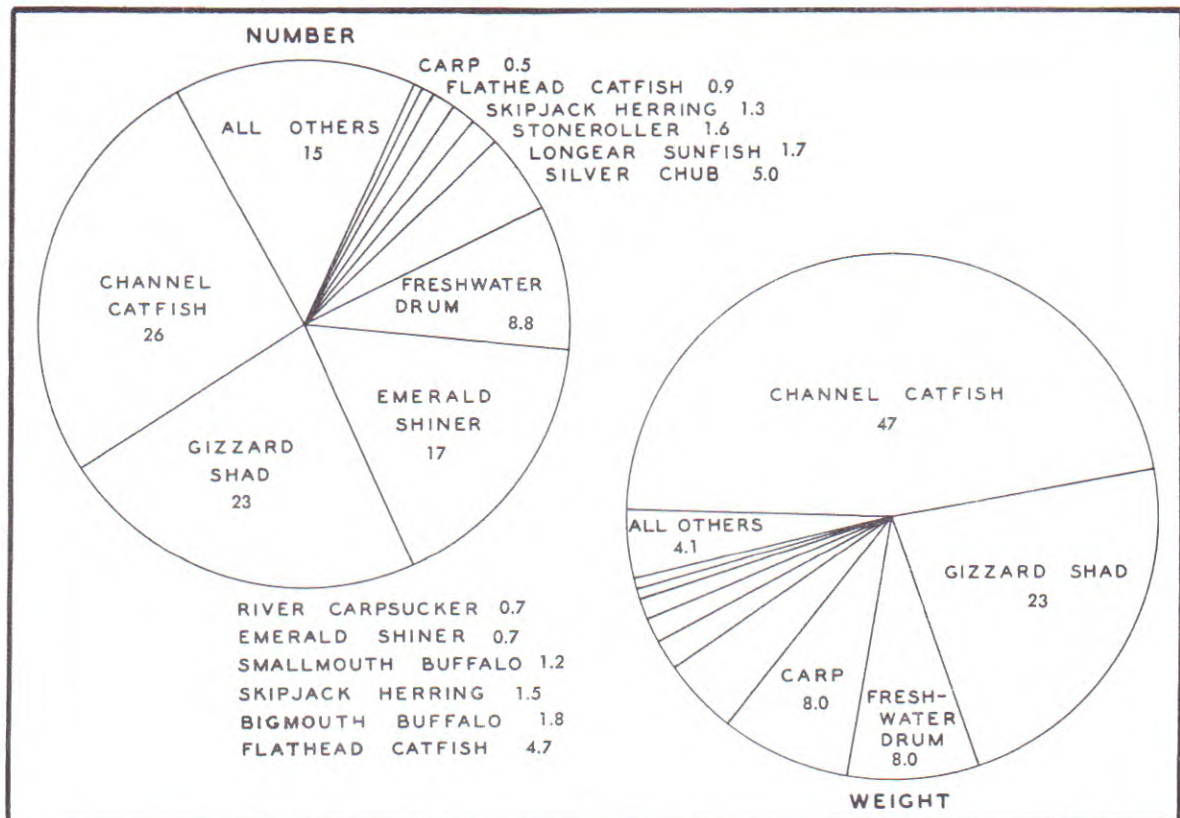 NUMBER
CARP 0.5
FLATHEAD CATFISH 0.9
SKIPJACK HERRING 1.3
STONEROLLER 1.6
LONGEAR SUNFISH 1.7
SILVER CHUB 5.0
ALL OTHERS
15
CHANNEL
CATFISH
26
FRESHWATER
DRUM
8.8
EMERALD
SHINER
17
GIZZARD
SHAD
23
RIVER CARPSUCKER 0.7
EMERALD SHINER 0.7
SMALLMOUTH BUFFALO 1.2
SKIPJACK HERRING 1.5
BIGMOUTH BUFFALO 1.8
FLATHEAD CATFISH 4.7
CHANNEL CATFISH
47
ALL OTHERS
4.1
GIZZARD SHAD
23
CARP
8.0
FRESH-
WATER
DRUM
8.0
WEIGHT